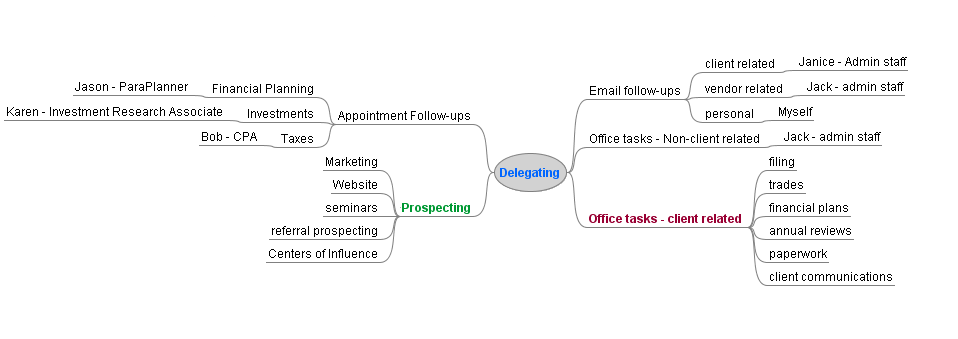 Delegating
Appointment Follow-ups
Financial Planning
Jason - ParaPlanner
Investments
Karen - Investment Research Associate
Taxes
Bob - CPA
Prospecting
Marketing
Website
seminars
referral prospecting
Centers of Influence
Email follow-ups
client related
Janice - Admin staff
vendor related
Jack - admin staff
personal
Myself
Office tasks - Non-client related
Jack - admin staff
Office tasks - client related
filing
trades
financial plans
annual reviews
paperwork
client communications